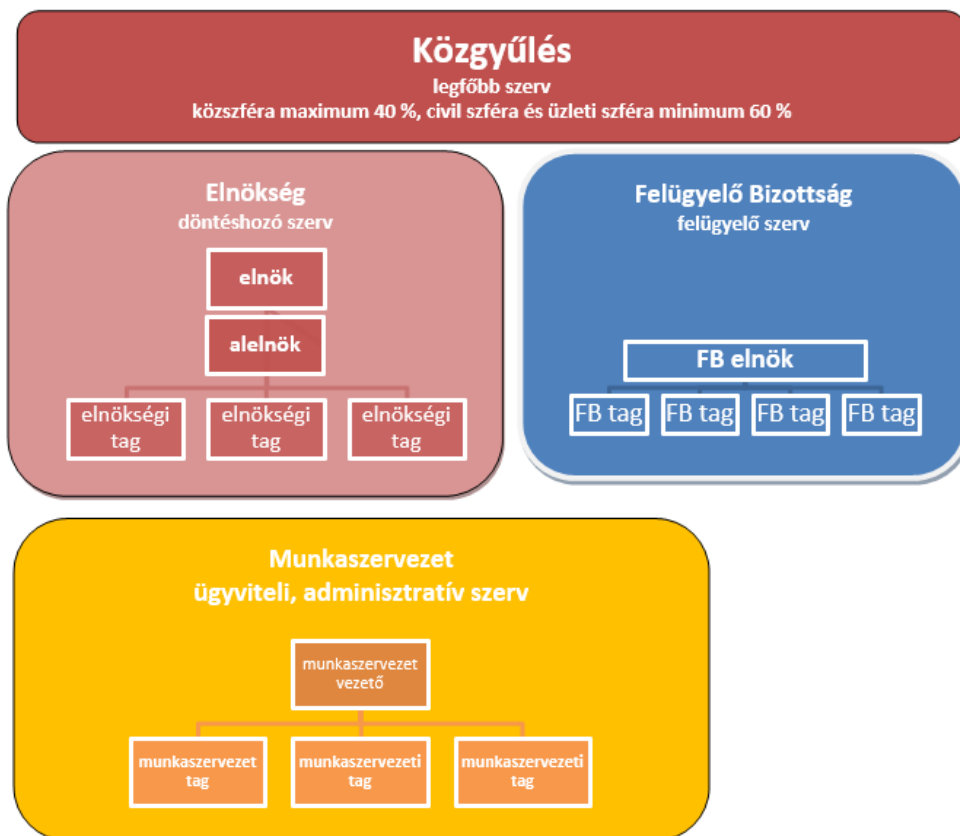 Közgyűlés
legfőbb szerv
közszféra maximum 40 %, civil szféra és üzleti szféra minimum 60 %
Elnökség
döntéshozó szerv
elnök
alelnök
elnökségi
tag
elnökségi
tag
elnökségi
tag
Felügyelő Bizottság
felügyelő szerv
FB elnök
FB tag
FB tag
FB tag
FB tag
Munkaszervezet
ügyviteli, adminisztratív szerv
munkaszervezet
vezető
munkaszervezet
tag
munkaszervezeti
tag
munkaszervezeti
tag